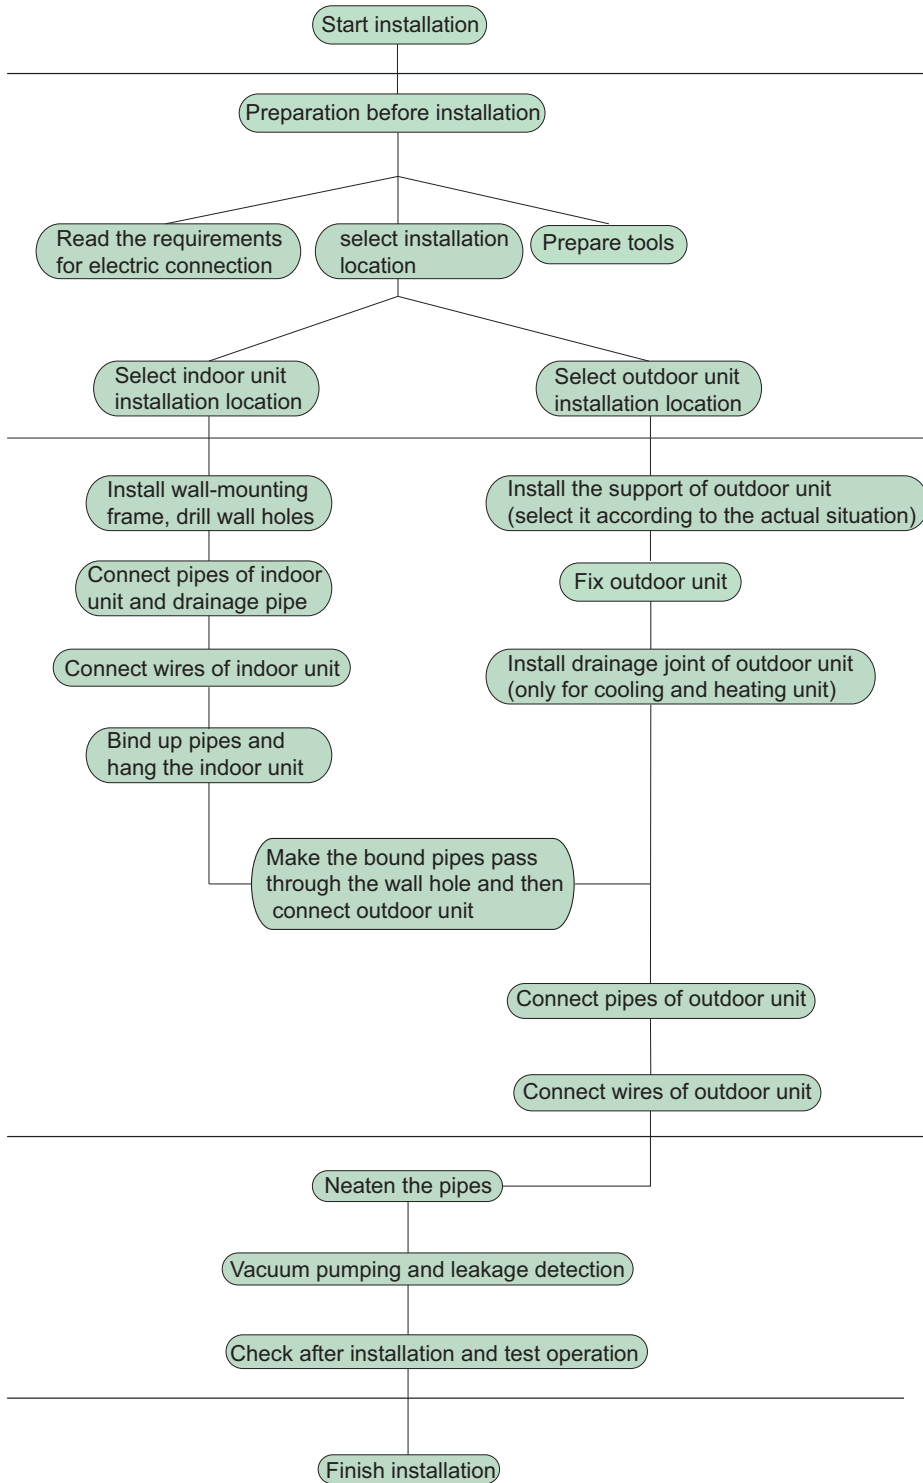 Start installation
Preparation before installation
Read the requirements
for electric connection
select installation
location
Prepare tools
Select indoor unit
installation location
Select outdoor unit
installation location
Install wall-mounting
frame, drill wall holes
Install the support of outdoor unit
(select it according to the actual situation)
Connect pipes of indoor
unit and drainage pipe
Fix outdoor unit
Connect wires of indoor unit
Install drainage joint of outdoor unit
(only for cooling and heating unit)
Bind up pipes and
hang the indoor unit
Make the bound pipes pass
through the wall hole and then
connect outdoor unit
Connect pipes of outdoor unit
Connect wires of outdoor unit
Neaten the pipes
Vacuum pumping and leakage detection
Check after installation and test operation
Finish installation